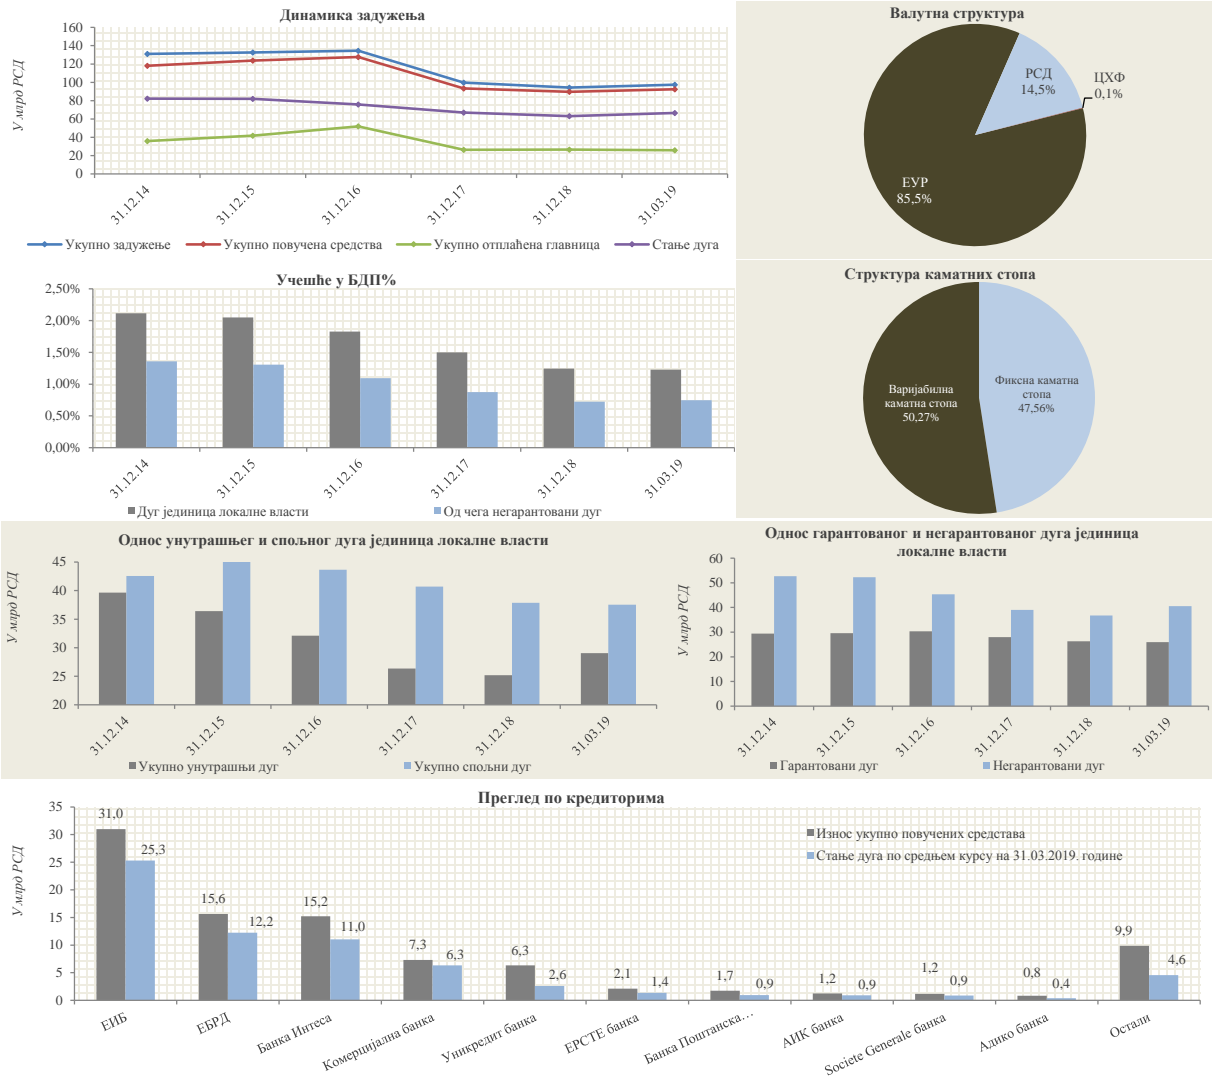 Динамика задужења
У млрд РСД
160
140
120
100
80
60
40
20
0
31.12.14
31.12.15
31.12.16
31.12.17
31.12.18
31.03.19
Укупно задужење
Укупно повучена средства
Укупно отплаћена главница
Стање дуга
Валутна структура
РСД
14,5%
ЦХФ
0,1%
ЕУР
85,5%
Учешће у БДП%
2,50%
2,00%
1,50%
1,00%
0,50%
0,00%
31.12.14
31.12.15
31.12.16
31.12.17
31.12.18
31.03.19
Дуг јединица локалне власти
Од чега негарантовани дуг
Структура каматних стопа
Варијабилна
каматна стопа
50,27%
Фиксна каматна
стопа
47,56%
Однос унутрашњег и спољног дуга јединица локалне власти
У млрд РСД
45
40
35
30
25
20
31.12.14
31.12.15
31.12.16
31.12.17
31.12.18
31.03.19
Укупно унутрашњи дуг
Укупно спољни дуг
Однос гарантованог и негарантованог дуга јединица
локалне власти
У млрд РСД
60
50
40
30
20
10
0
31.12.14
31.12.15
31.12.16
31.12.17
31.12.18
31.03.19
Гарантовани дуг
Негарантовани дуг
Преглед по кредиторима
У млрд РСД
35
30
25
20
15
10
5
0
Износ укупно повучених средстава
Стање дуга по средњем курсу на 31.03.2019. године
31,0
25,3
15,6
12,2
15,2
11,0
7,3
6,3
6,3
2,6
2,1
1,4
1,7
0,9
1,2
0,9
1,2
0,9
0,8
0,4
9,9
4,6
ЕИБ
ЕБРД
Банка Интеса
Комерцијална банка
Уникредит банка
ЕРСТЕ банка
Банка Поштанска…
АИК банка
Societe Generale банка
Адико банка
Остали